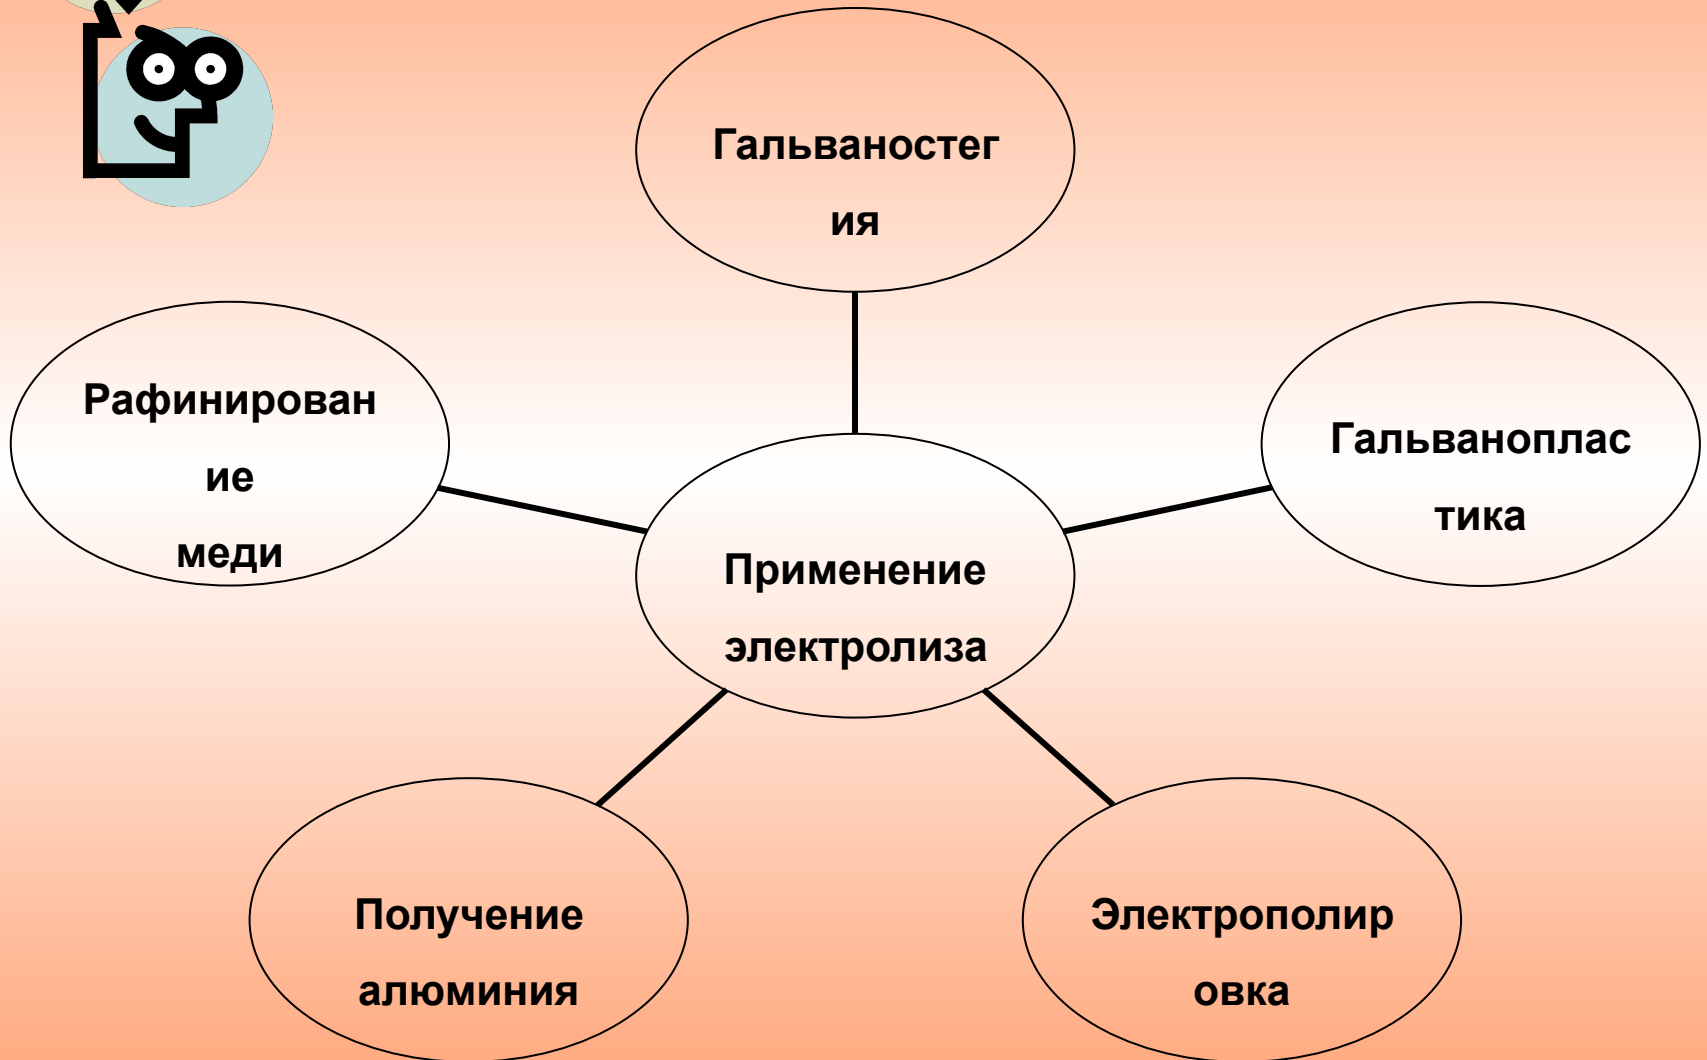 Гальваностег
ия
Рафинирован
ие
меди
Гальваноплас
тика
Применение
электролиза
Получение
алюминия
Электрополир
овка